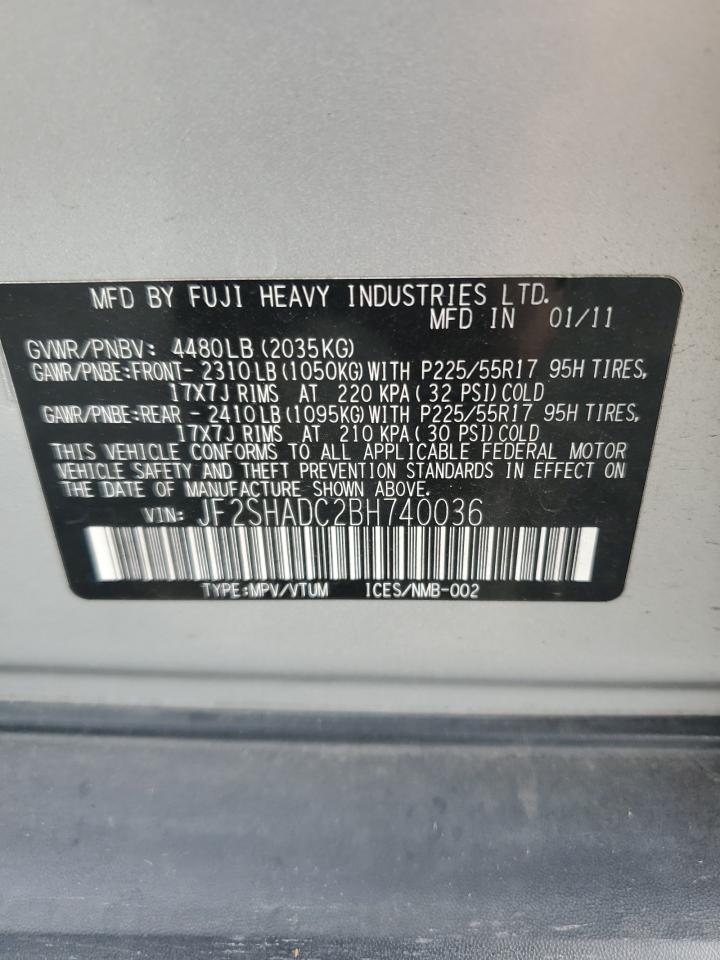 MFD BY FUJI HEAVY INDUSTRIES LTD.
MFD IN 01/11
GVWR/PNBV: 4480LB (2035KG)
GAWR/PNBE:FRONT- 2310LB (1050KG) WITH P225/55R17 95H TIRES,
17X7J RIMS AT 220 KPA ( 32 PSI) COLD
GAWR/PNBE:REAR - 2410LB (1095KG) WITH P225/55R17 95H TIRES,
17X7J RIMS AT 210 KPA ( 30 PSI) COLD
THIS VEHICLE CONFORMS TO ALL APPLICABLE FEDERAL MOTOR
VEHICLE SAFETY AND THEFT PREVENTION STANDARDS IN EFFECT ON
THE DATE OF MANUFACTURE SHOWN ABOVE.
VIN: JF2SHADC2BH740036
TYPE:MPV/VTUM ICES/NMB-002